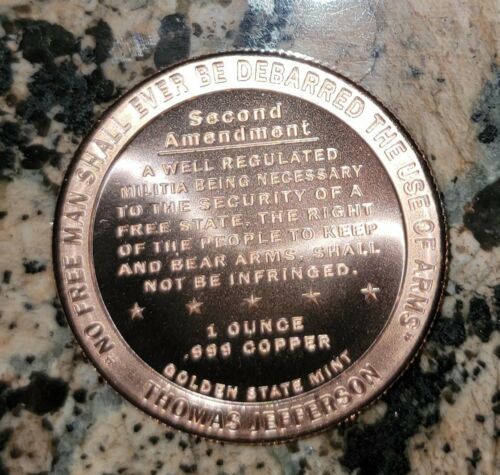 "NO FREE MAN SHALL EVER BE DEBARRED THE USE OF ARMS"
Second
Amendment
A WELL REGULATED
MILITIA BEING NECESSARY
TO THE SECURITY OF A
FREE STATE, THE RIGHT
OF THE PEOPLE TO KEEP
AND BEAR ARMS, SHALL
NOT BE INFRINGED.
1 OUNCE
.999 COPPER
GOLDEN STATE MINT
THOMAS JEFFERSON